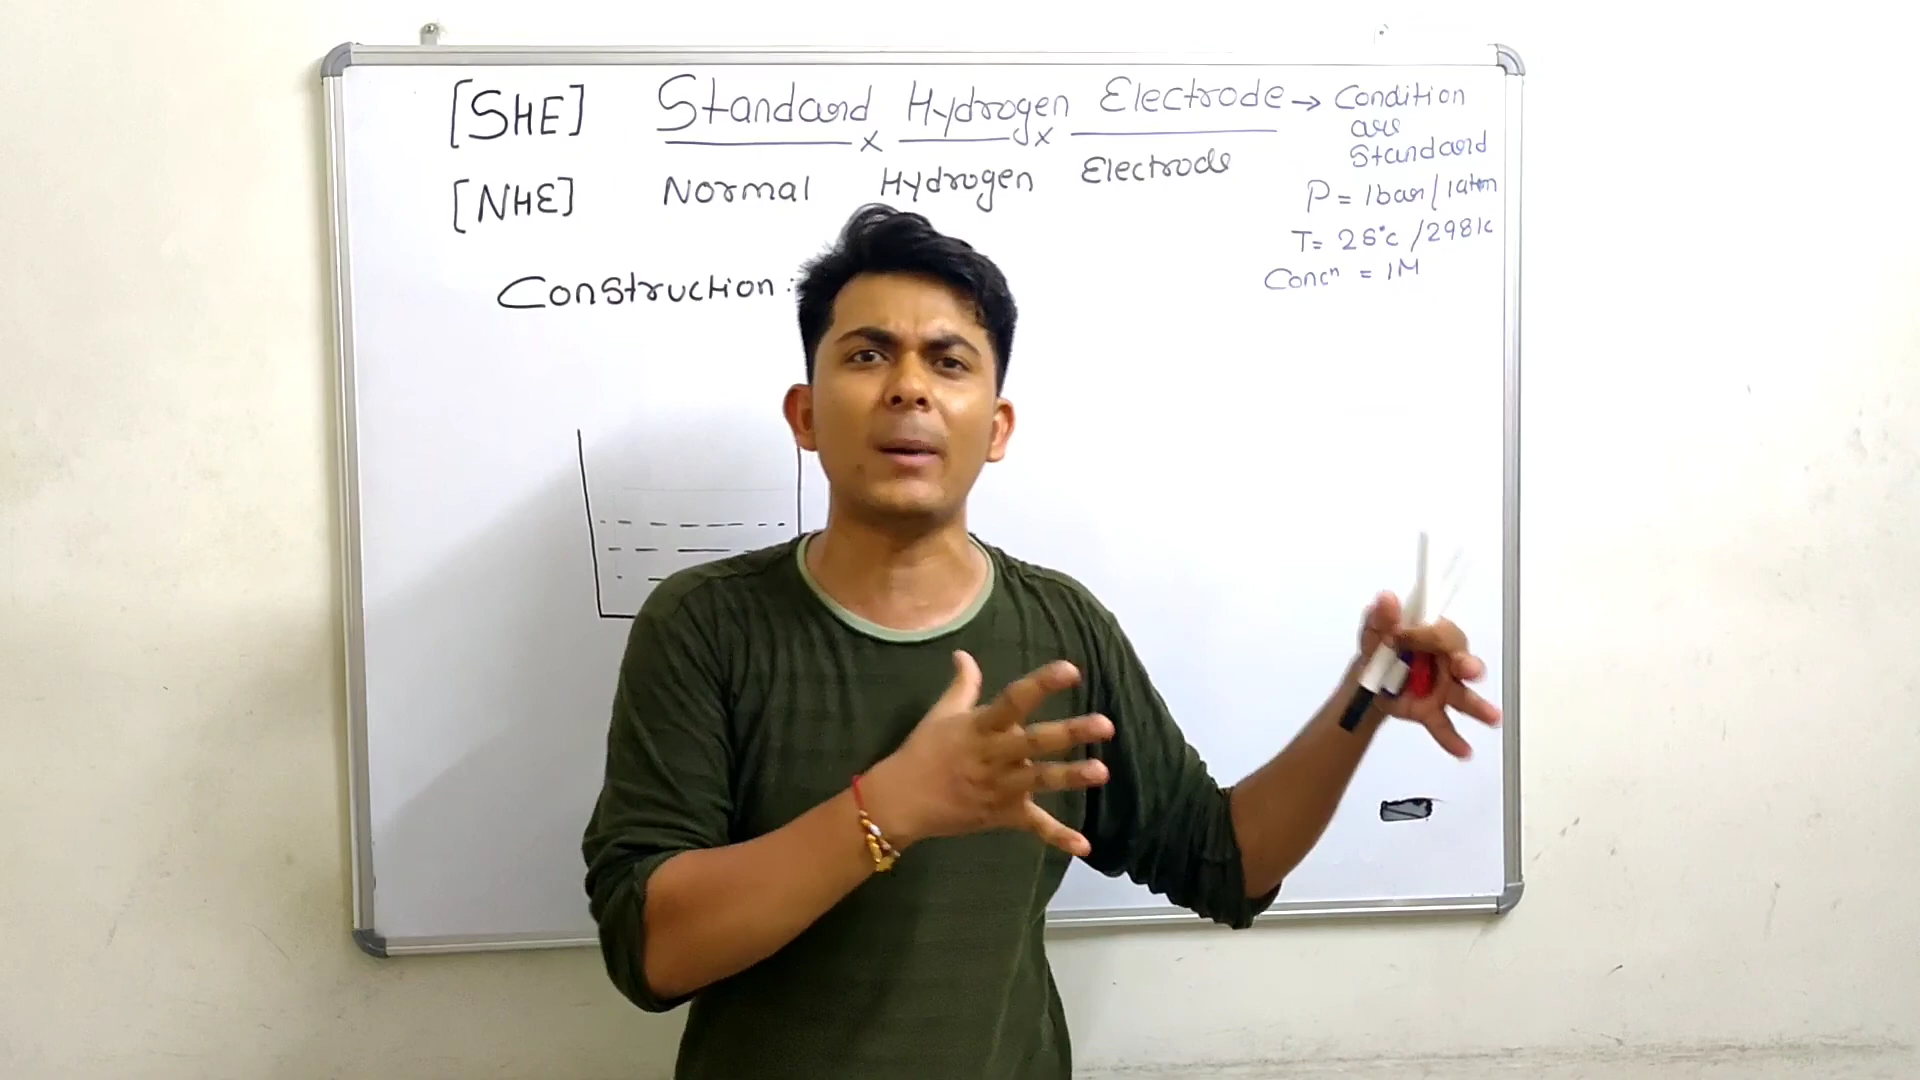 [SHE] Standard Hydrogen Electrode → Condition
are
Standard
[NHE] Normal Hydrogen Electrode
P = 1bar/1atm
T= 25°c /298k
Concⁿ = 1M
Construction :